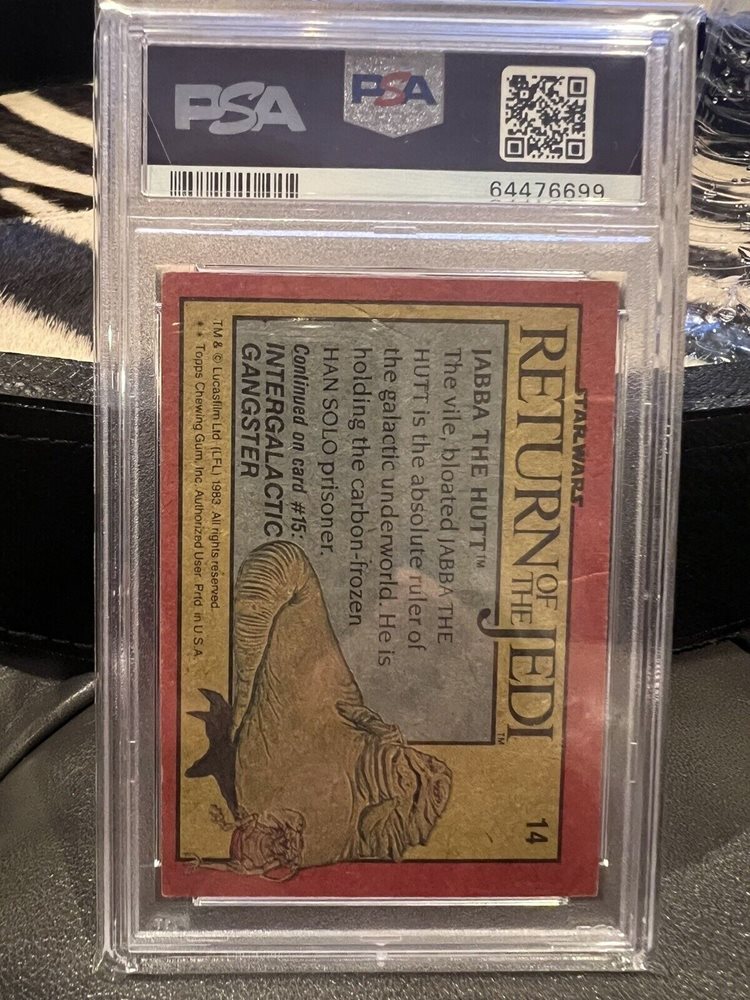 PSA
PSA
64476699
STAR WARS
RETURN OF THE JEDI™
14
JABBA THE HUTT™
The vile, bloated JABBA THE
HUTT is the absolute ruler of
the galactic underworld. He is
holding the carbon-frozen
HAN SOLO prisoner.
Continued on card #15:
INTERGALACTIC
GANGSTER
TM & © Lucasfilm Ltd. (LFL) 1983. All rights reserved.
** Topps Chewing Gum, Inc. Authorized User. Prtd. in U.S.A.